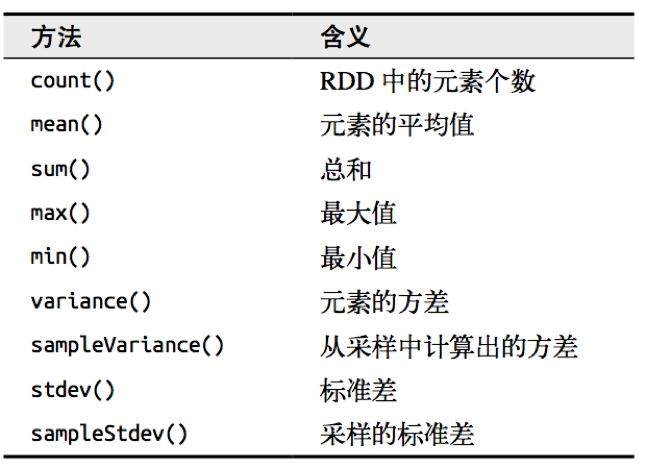 方法 含义
count() RDD 中的元素个数
mean() 元素的平均值
sum() 总和
max() 最大值
min() 最小值
variance() 元素的方差
sampleVariance() 从采样中计算出的方差
stdev() 标准差
sampleStdev() 采样的标准差